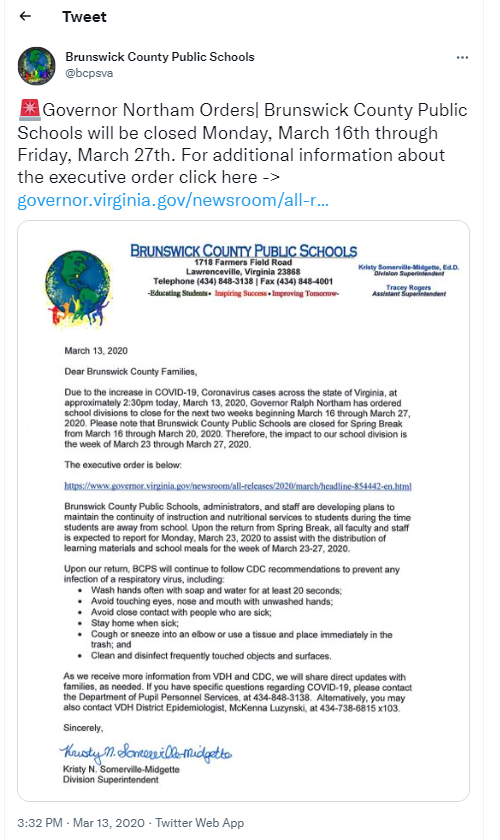 Tweet
Brunswick County Public Schools
@bcpsva
🚨Governor Northam Orders| Brunswick County Public
Schools will be closed Monday, March 16th through
Friday, March 27th. For additional information about
the executive order click here ->
governor.virginia.gov/newsroom/all-r...
BRUNSWICK COUNTY PUBLIC SCHOOLS
1718 Farmers Field Road
Lawrenceville, Virginia 23868
Telephone (434) 848-3138 | Fax (434) 848-4001
-Educating Students• Inspiring Success • Improving Tomorrow-
Kristy Somerville-Midgette, Ed.D.
Division Superintendent
Tracey Rogers
Assistant Superintendent
March 13, 2020
Dear Brunswick County Families,
Due to the increase in COVID-19, Coronavirus cases across the state of Virginia, at
approximately 2:30pm today, March 13, 2020, Governor Ralph Northam has ordered
school divisions to close for the next two weeks beginning March 16 through March 27,
2020. Please note that Brunswick County Public Schools are closed for Spring Break
from March 16 through March 20, 2020. Therefore, the impact to our school division is
the week of March 23 through March 27, 2020.
The executive order is below:
https://www.governor.virginia.gov/newsroom/all-releases/2020/march/headline-854442-en.html
Brunswick County Public Schools, administrators, and staff are developing plans to
maintain the continuity of instruction and nutritional services to students during the time
students are away from school. Upon the return from Spring Break, all faculty and staff
is expected to report for Monday, March 23, 2020 to assist with the distribution of
learning materials and school meals for the week of March 23-27, 2020.
Upon our return, BCPS will continue to follow CDC recommendations to prevent any
infection of a respiratory virus, including:
• Wash hands often with soap and water for at least 20 seconds;
• Avoid touching eyes, nose and mouth with unwashed hands;
• Avoid close contact with people who are sick;
• Stay home when sick;
• Cough or sneeze into an elbow or use a tissue and place immediately in the
trash; and
• Clean and disinfect frequently touched objects and surfaces.
As we receive more information from VDH and CDC, we will share direct updates with
families, as needed. If you have specific questions regarding COVID-19, please contact
the Department of Pupil Personnel Services, at 434-848-3138. Alternatively, you may
also contact VDH District Epidemiologist, McKenna Luzynski, at 434-738-6815 x103.
Sincerely,
Kristy N. Somerville-Midgette
Kristy N. Somerville-Midgette
Division Superintendent
3:32 PM · Mar 13, 2020 · Twitter Web App